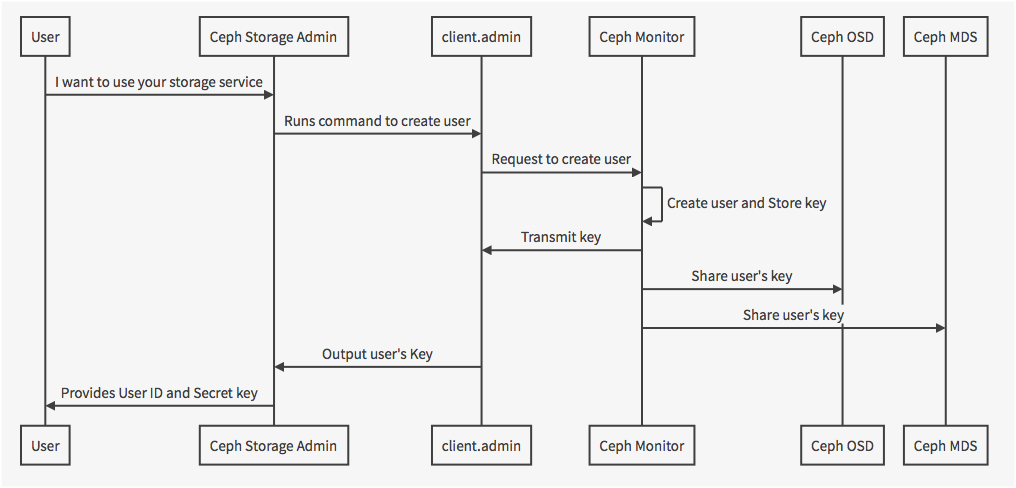 User
Ceph Storage Admin
client.admin
Ceph Monitor
Ceph OSD
Ceph MDS
I want to use your storage service
Runs command to create user
Request to create user
Create user and Store key
Transmit key
Share user's key
Share user's key
Output user's Key
Provides User ID and Secret key
User
Ceph Storage Admin
client.admin
Ceph Monitor
Ceph OSD
Ceph MDS